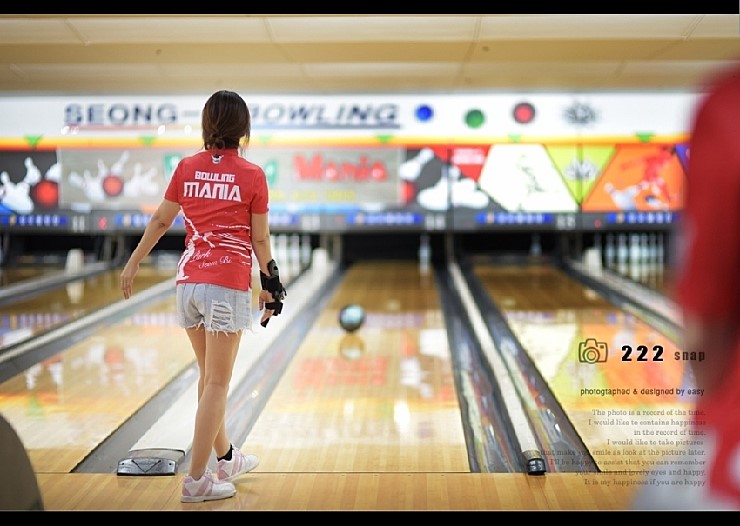 SEONG- BOWLING
Mania
BOWLING
MANIA
222 snap
photographed & designed by easy
The photo is a record of the time.
I would like to contains happiness
in the record of time.
I would like to take pictures
that make you smile as look at the picture later.
I'll be happy to assist that you can remember
your smile and lovely eyes and happy.
It is my happiness if you are happy